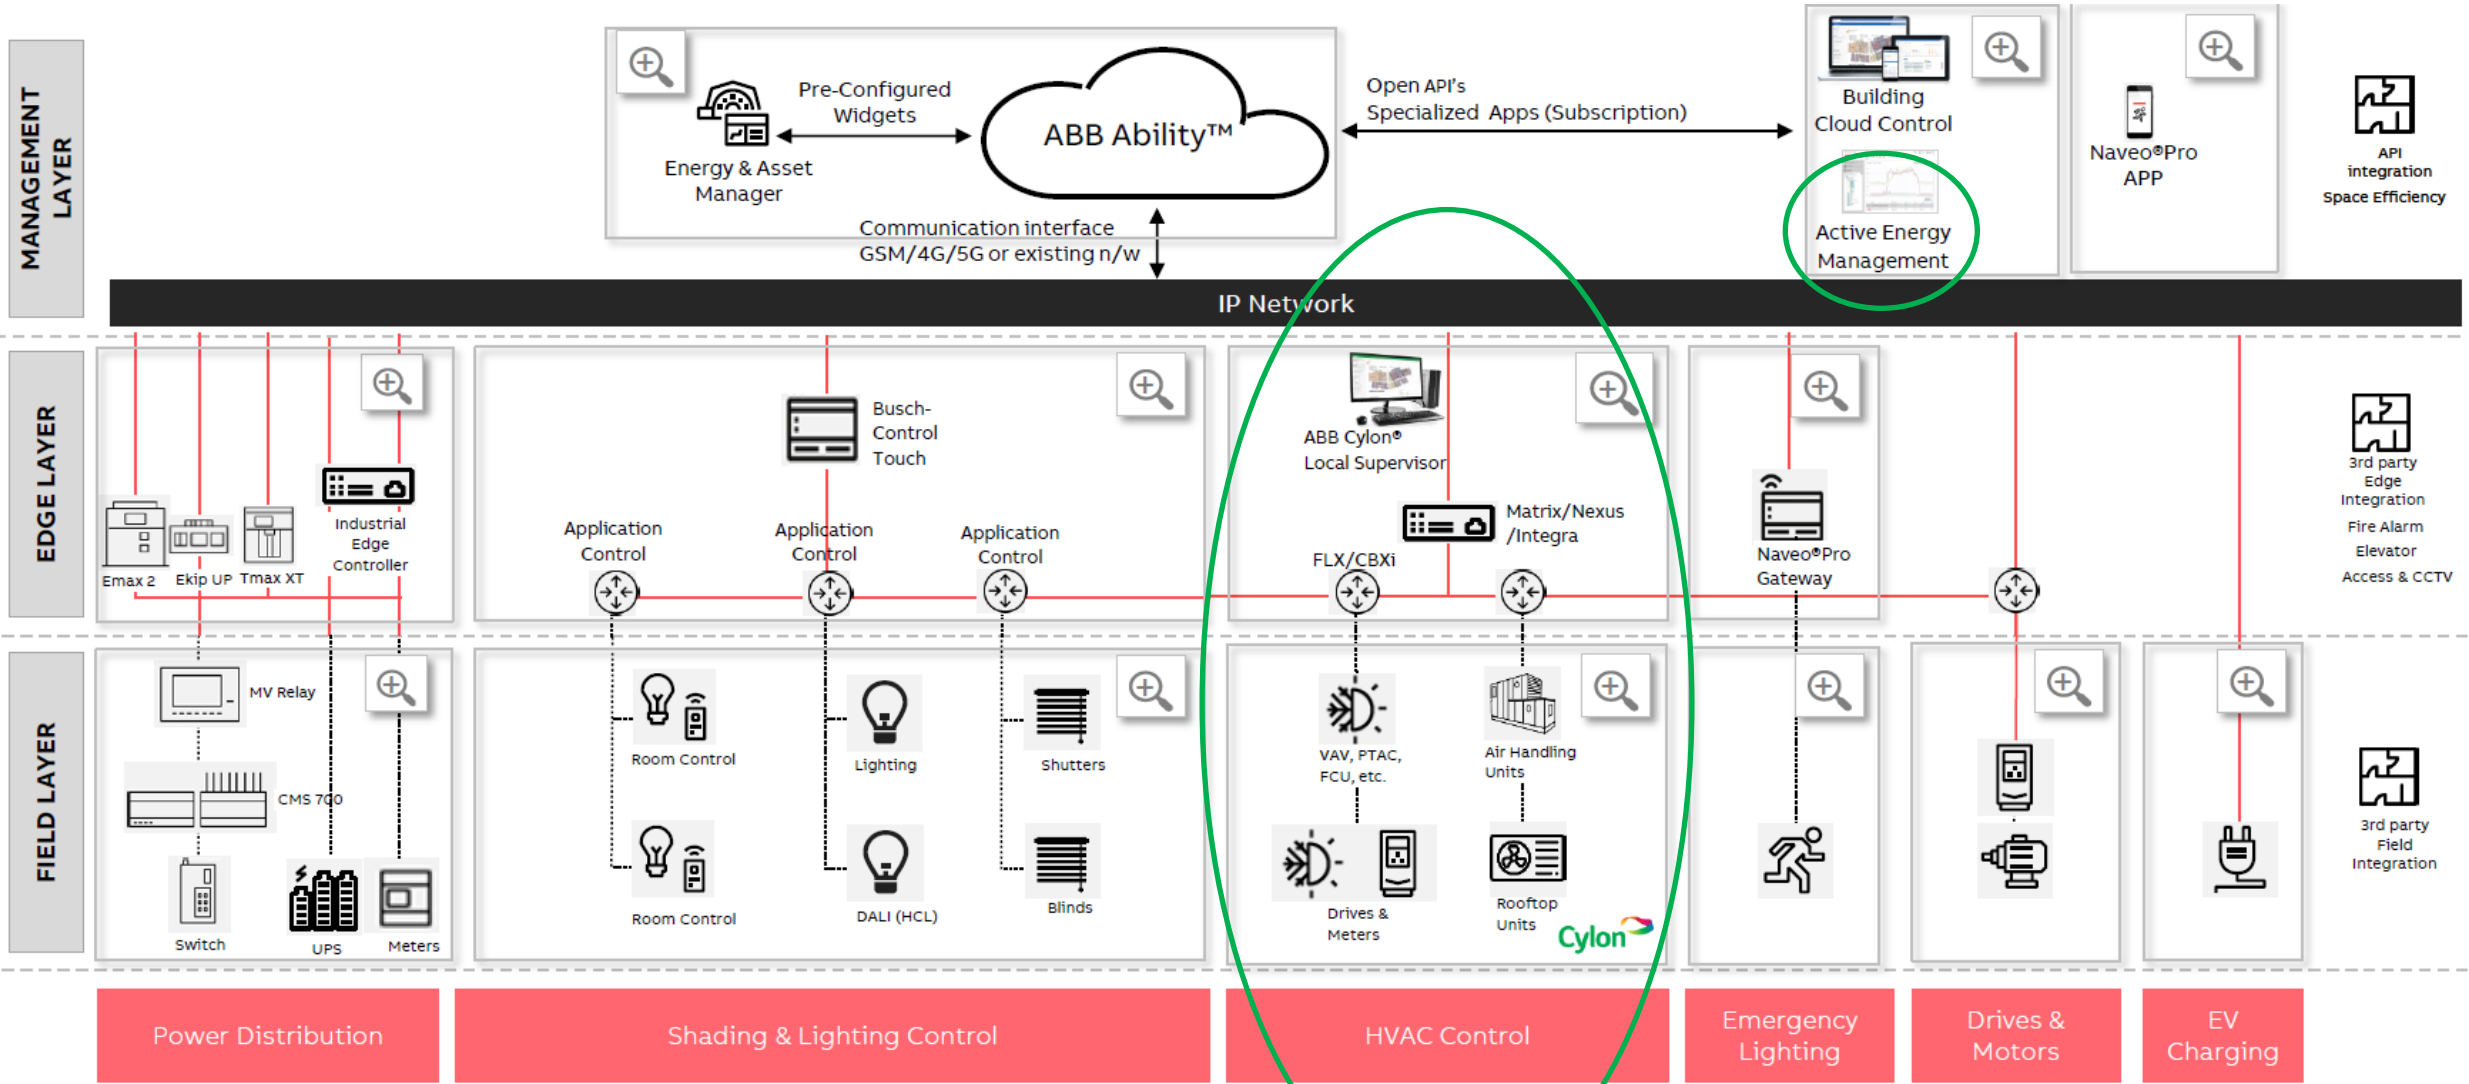 MANAGEMENT
LAYER
Pre-Configured
Widgets
ABB Ability™
Energy & Asset
Manager
Communication interface
GSM/4G/5G or existing n/w
Open API's
Specialized Apps (Subscription)
Building
Cloud Control
Active Energy
Management
Naveo®Pro
APP
API
integration
Space Efficiency
IP Network
EDGE LAYER
Emax 2
Ekip UP
Tmax XT
Industrial
Edge
Controller
Busch-
Control
Touch
Application
Control
Application
Control
Application
Control
ABB Cylon®
Local Supervisor
Matrix/Nexus
/Integra
FLX/CBXi
Naveo®Pro
Gateway
3rd party
Edge
Integration
Fire Alarm
Elevator
Access & CCTV
FIELD LAYER
MV Relay
CMS 700
Switch
UPS
Meters
Room Control
Room Control
Lighting
DALI (HCL)
Shutters
Blinds
VAV, PTAC,
FCU, etc.
Air Handling
Units
Drives &
Meters
Rooftop
Units
Cylon
3rd party
Field
Integration
Power Distribution
Shading & Lighting Control
HVAC Control
Emergency
Lighting
Drives &
Motors
EV
Charging